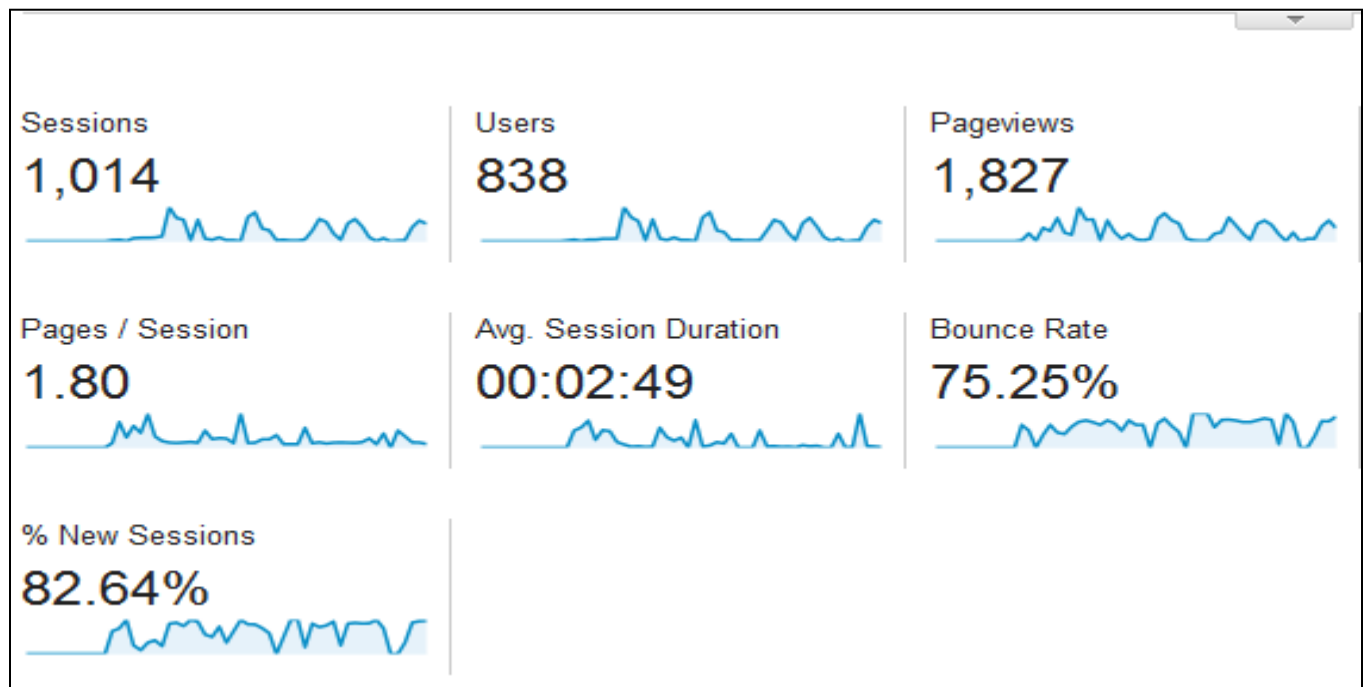 Sessions
1,014
Users
838
Pageviews
1,827
Pages / Session
1.80
Avg. Session Duration
00:02:49
Bounce Rate
75.25%
% New Sessions
82.64%